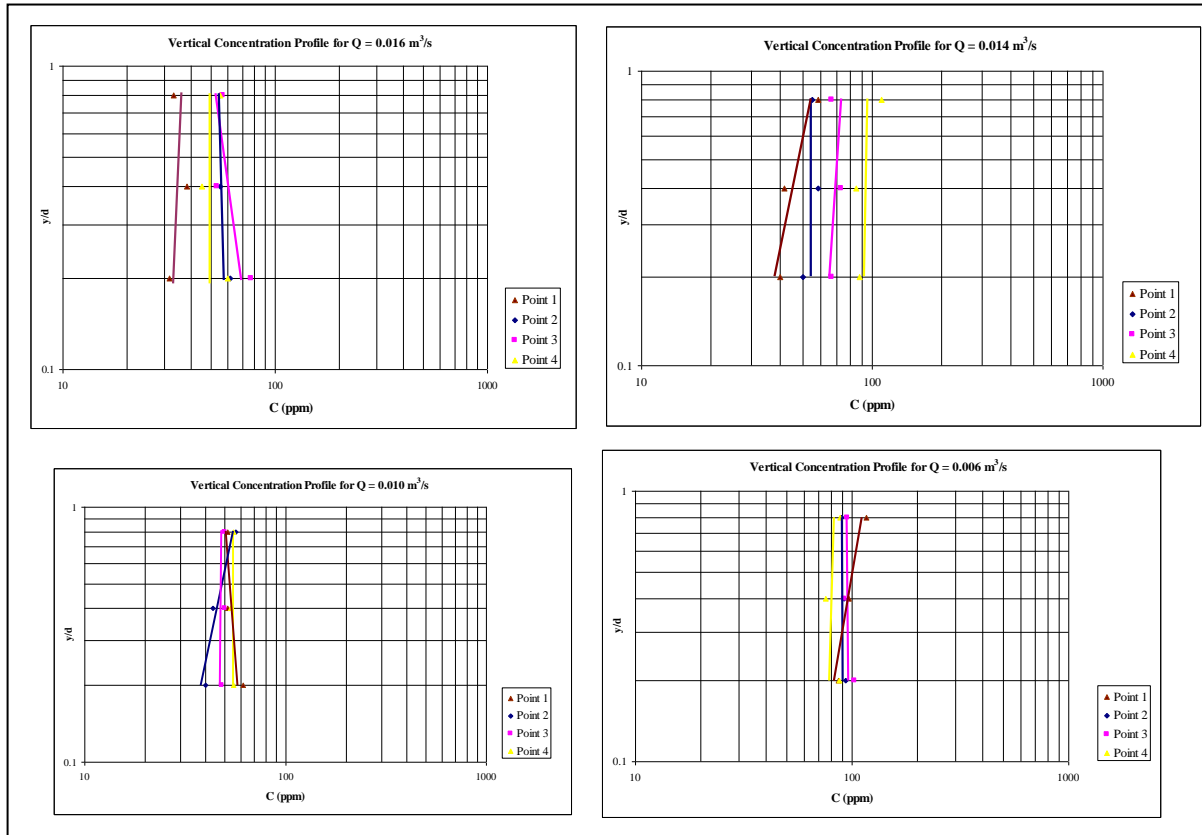 Vertical Concentration Profile for Q = 0.016 m³/s
1
0.1
y/d
10
100
1000
C (ppm)
Point 1
Point 2
Point 3
Point 4
Vertical Concentration Profile for Q = 0.014 m³/s
1
0.1
y/d
10
100
1000
C (ppm)
Point 1
Point 2
Point 3
Point 4
Vertical Concentration Profile for Q = 0.010 m³/s
1
0.1
y/d
10
100
1000
C (ppm)
Point 1
Point 2
Point 3
Point 4
Vertical Concentration Profile for Q = 0.006 m³/s
1
0.1
y/d
10
100
1000
C (ppm)
Point 1
Point 2
Point 3
Point 4